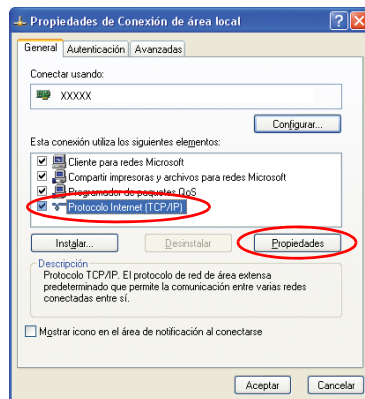 Propiedades de Conexión de área local
General Autenticación Avanzadas
Conectar usando:
XXXXX
Configurar...
Esta conexión utiliza los siguientes elementos:
Cliente para redes Microsoft
Compartir impresoras y archivos para redes Microsoft
Programador de paquetes QoS
Protocolo Internet (TCP/IP)
Instalar... Desinstalar Propiedades
Descripción
Protocolo TCP/IP. El protocolo de red de área extensa
predeterminado que permite la comunicación entre varias redes
conectadas entre sí.
Mostrar icono en el área de notificación al conectarse
Aceptar Cancelar